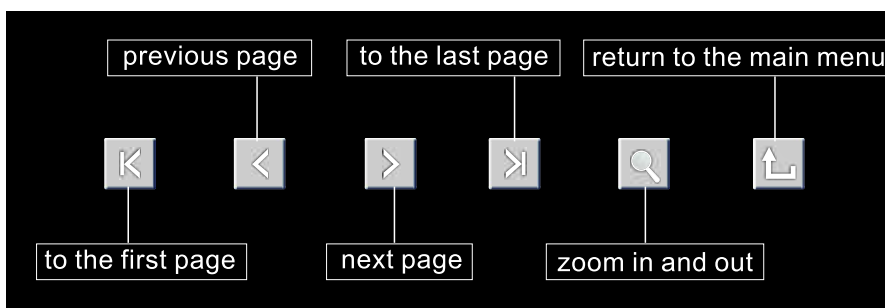 previous page
to the last page
return to the main menu
to the first page
next page
zoom in and out